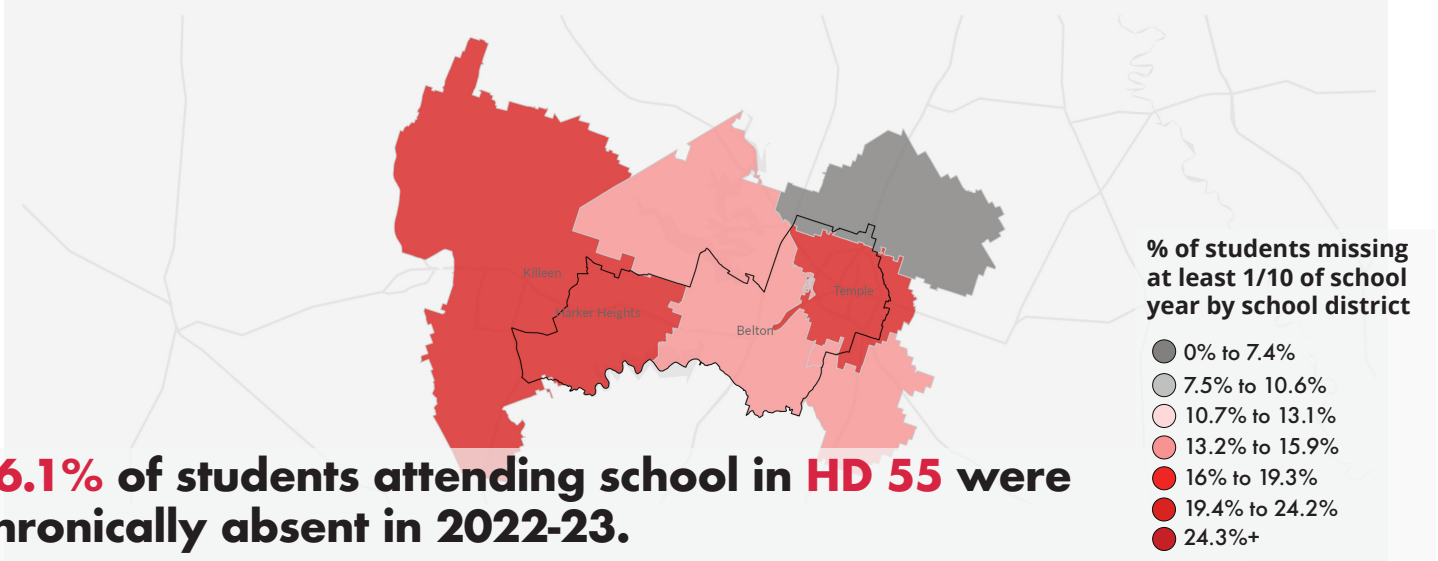 Killeen
Harker Heights
Belton
Temple
% of students missing
at least 1/10 of school
year by school district
0% to 7.4%
7.5% to 10.6%
10.7% to 13.1%
13.2% to 15.9%
16% to 19.3%
19.4% to 24.2%
24.3%+
6.1% of students attending school in HD 55 were
hronically absent in 2022-23.